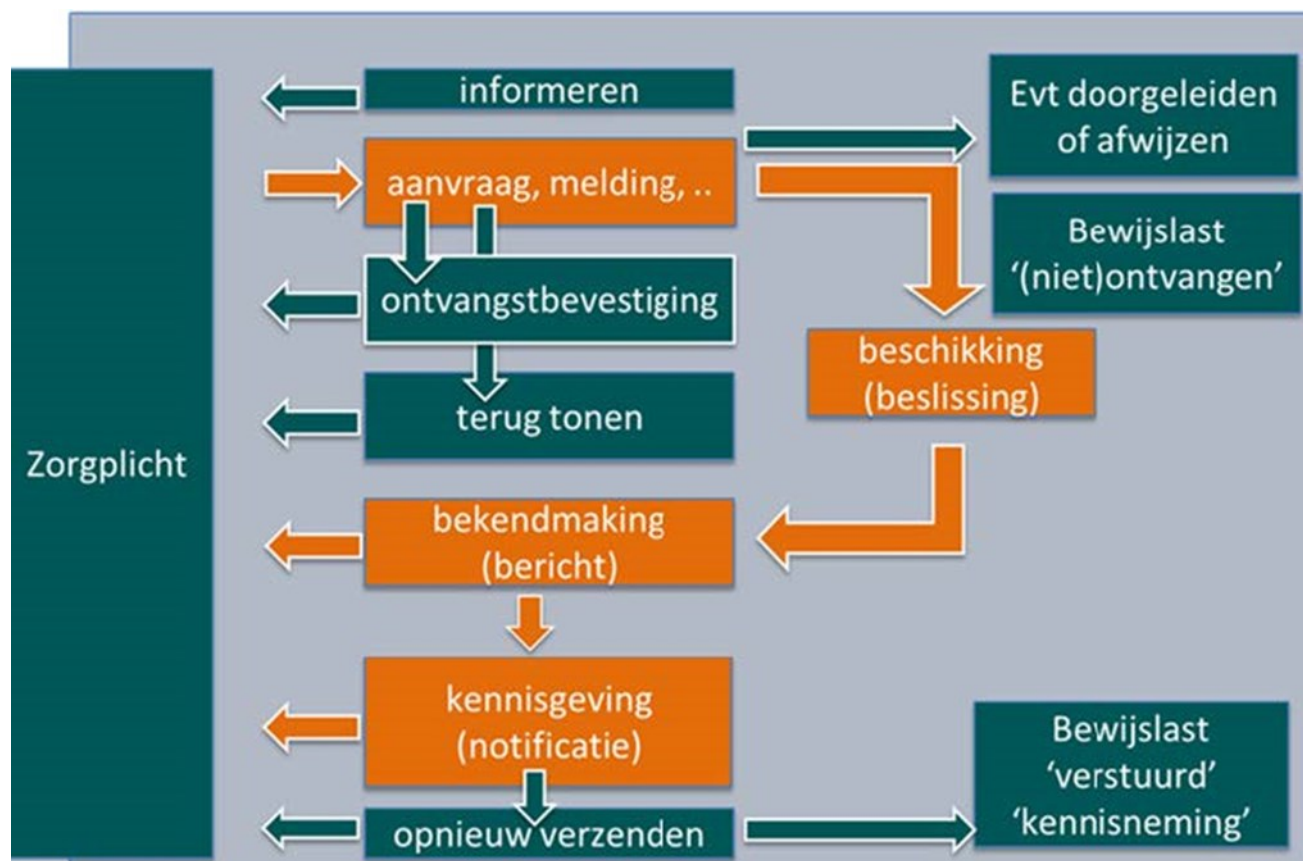 informeren
Evt doorgeleiden
of afwijzen
aanvraag, melding, ..
Bewijslast
'(niet)ontvangen'
ontvangstbevestiging
beschikking
(beslissing)
terug tonen
Zorgplicht
bekendmaking
(bericht)
kennisgeving
(notificatie)
Bewijslast
'verstuurd'
'kennisneming'
opnieuw verzenden